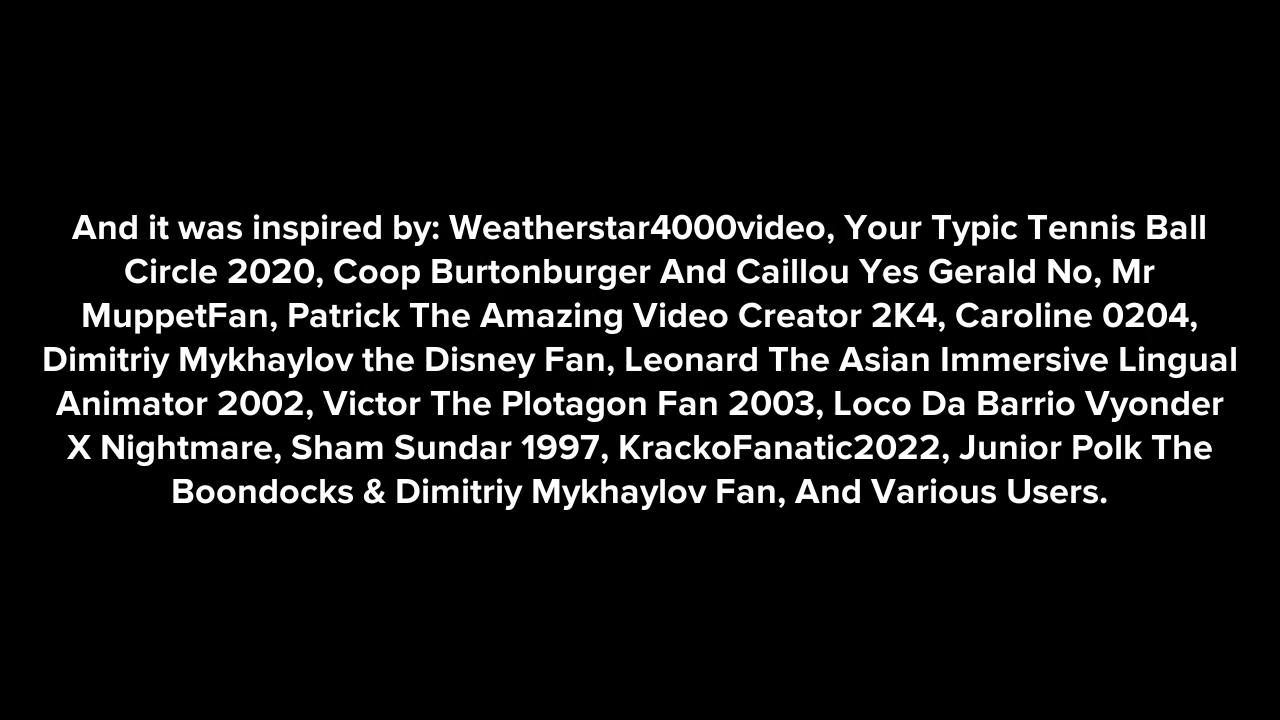 And it was inspired by: Weatherstar4000video, Your Typic Tennis Ball
Circle 2020, Coop Burtonburger And Caillou Yes Gerald No, Mr
MuppetFan, Patrick The Amazing Video Creator 2K4, Caroline 0204,
Dimitriy Mykhaylov the Disney Fan, Leonard The Asian Immersive Lingual
Animator 2002, Victor The Plotagon Fan 2003, Loco Da Barrio Vyonder
X Nightmare, Sham Sundar 1997, KrackoFanatic2022, Junior Polk The
Boondocks & Dimitriy Mykhaylov Fan, And Various Users.